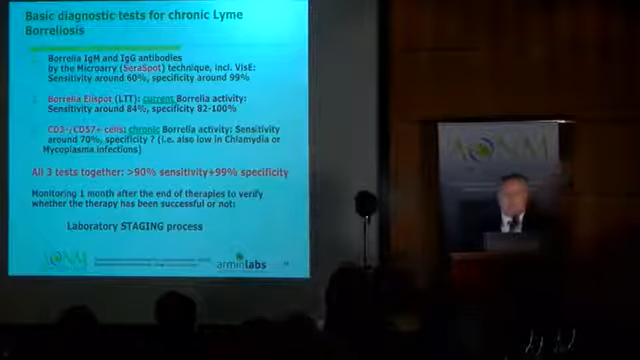 Basic diagnostic tests for chronic Lyme
Borreliosis
Borrelia IgM and IgG antibodies
by the Microarry (SeraSpot) technique, incl. VlsE:
Sensitivity around 60%, specificity around 99%
Borrelia Elispot (LTT): current Borrelia activity:
Sensitivity around 84%, specificity 82-100%
CD3-/CD57+ cells: chronic Borrelia activity: Sensitivity
around 70%, specificity ? (i.e. also low in Chlamydia or
Mycoplasma infections)
All 3 tests together: >90% sensitivity+99% specificity
Monitoring 1 month after the end of therapies to verify
whether the therapy has been successful or not:
Laboratory STAGING process
AONM
arminlabs
AONM